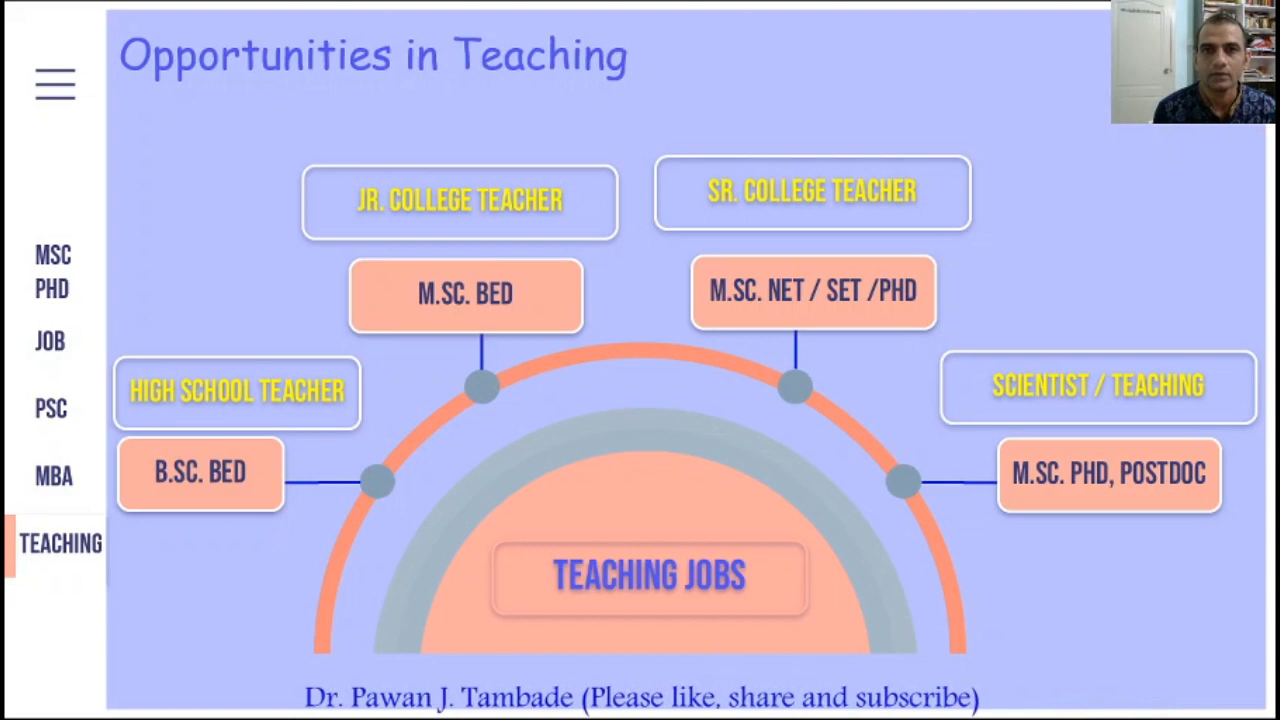 Opportunities in Teaching
MSC
PHD
JOB
PSC
MBA
TEACHING
JR. COLLEGE TEACHER
M.SC. BED
SR. COLLEGE TEACHER
M.SC. NET / SET /PHD
HIGH SCHOOL TEACHER
B.SC. BED
SCIENTIST / TEACHING
M.SC. PHD, POSTDOC
TEACHING JOBS
Dr. Pawan J. Tambade (Please like, share and subscribe)